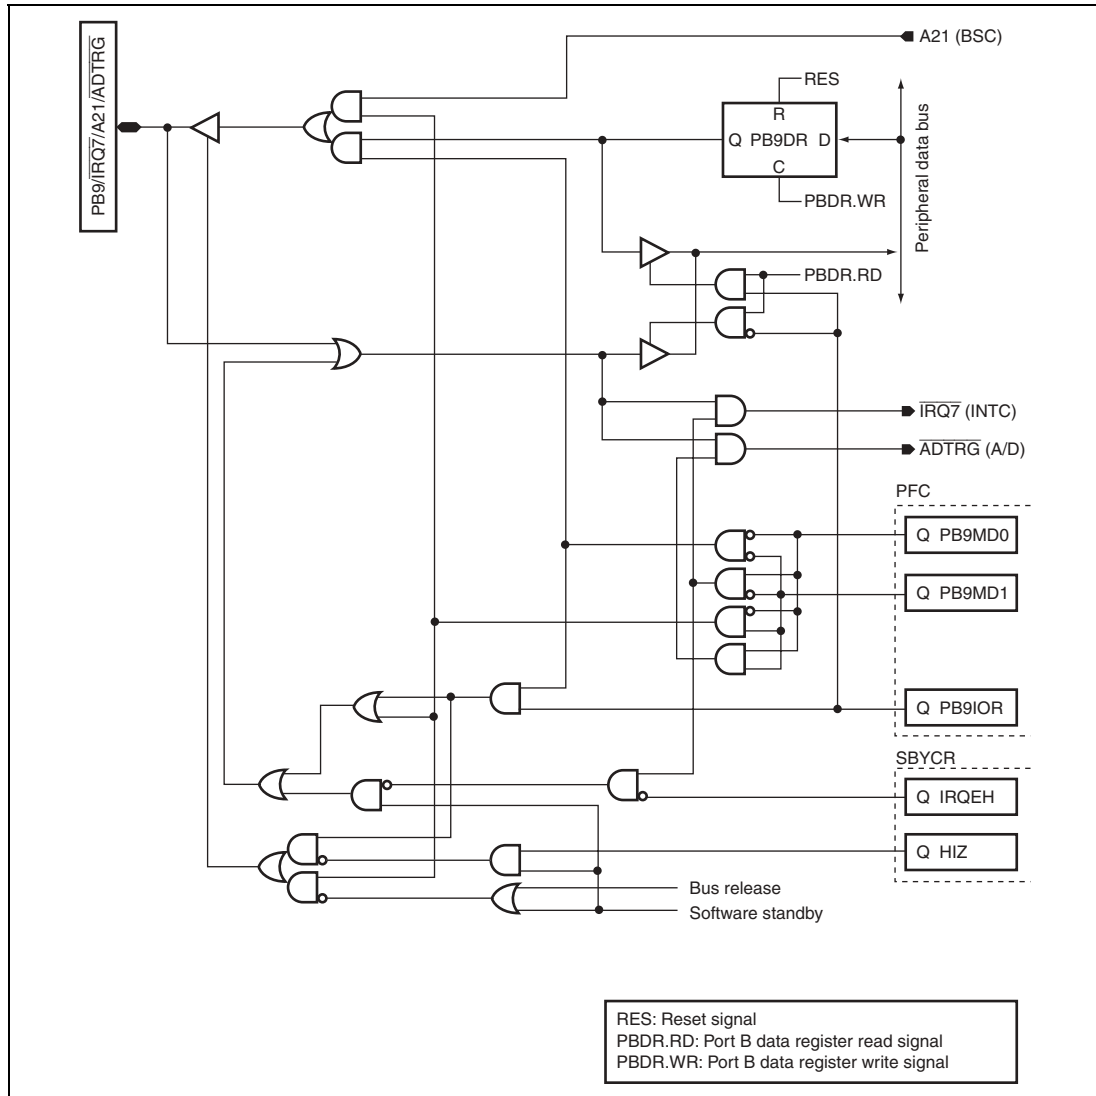 PB9/IRQ7/A21/ADTRG
A21 (BSC)
RES
R
Q PB9DR D
C
PBDR.WR
Peripheral data bus
PBDR.RD
IRQ7 (INTC)
ADTRG (A/D)
PFC
Q PB9MD0
Q PB9MD1
Q PB9IOR
SBYCR
Q IRQEH
Q HIZ
Bus release
Software standby
RES: Reset signal
PBDR.RD: Port B data register read signal
PBDR.WR: Port B data register write signal